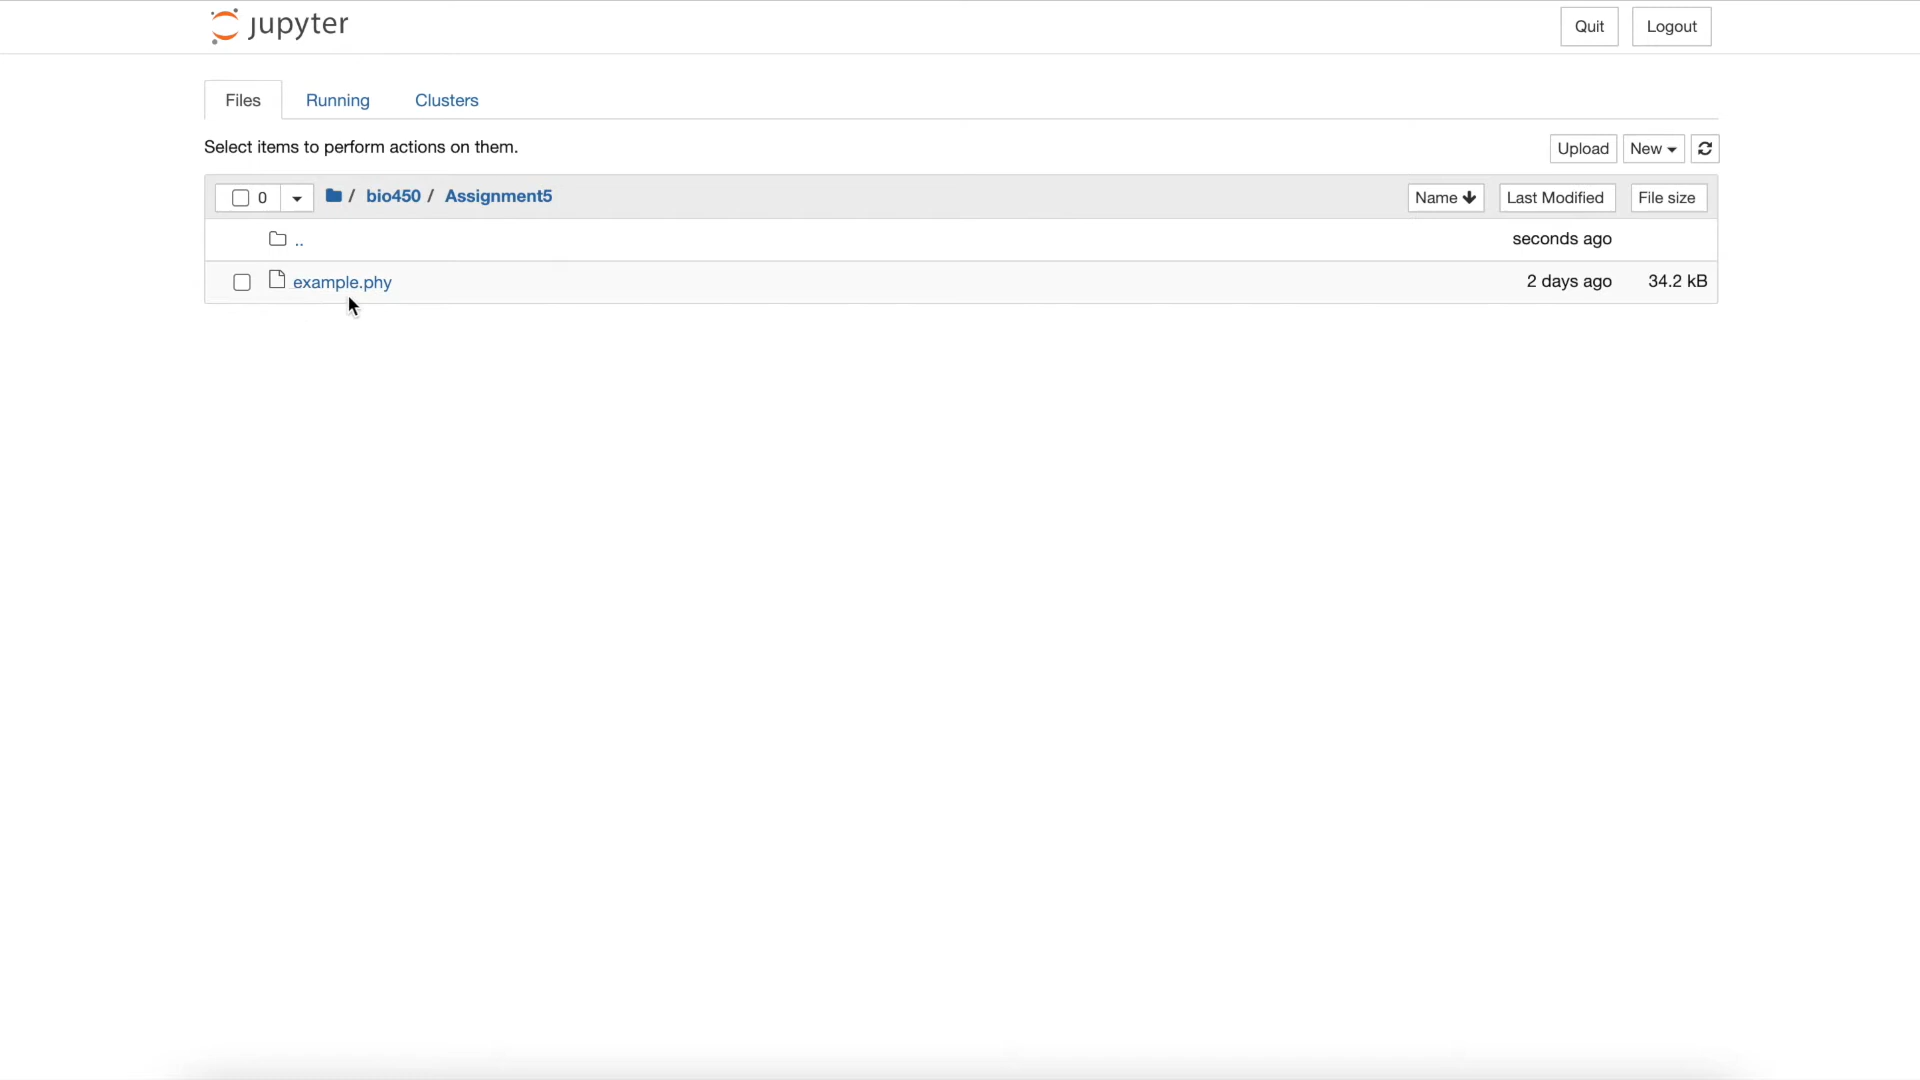 jupyter
Quit
Logout
Files
Running
Clusters
Select items to perform actions on them.
Upload
New
0
/ bio450 / Assignment5
Name
Last Modified
File size
..
seconds ago
example.phy
2 days ago
34.2 kB